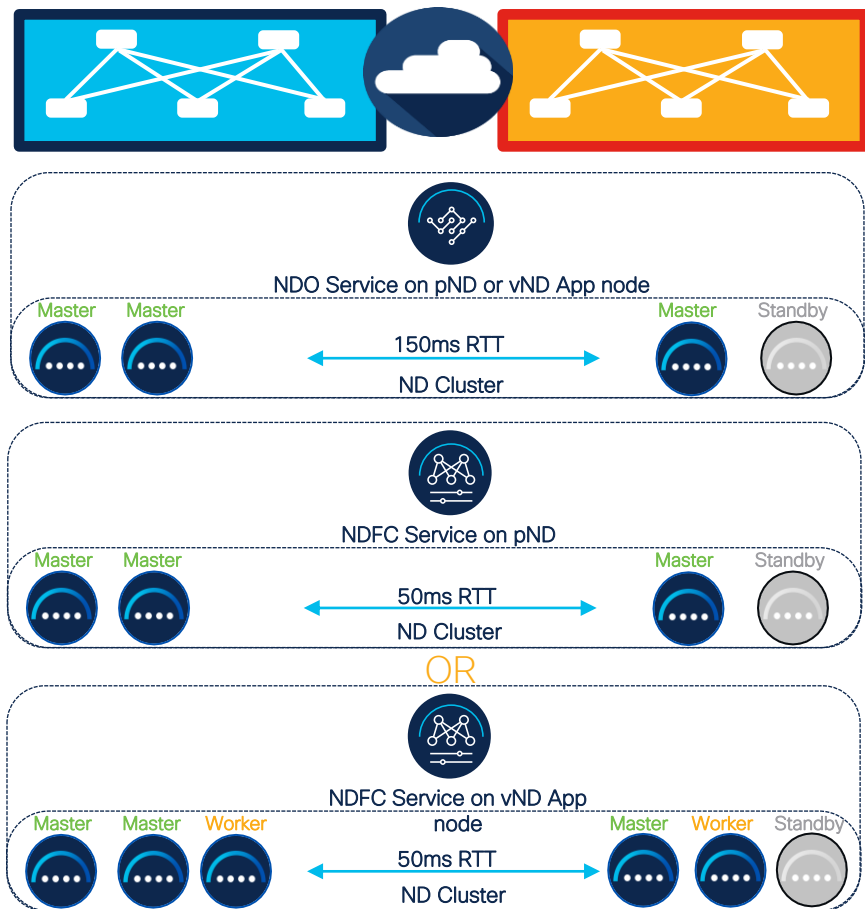 NDO Service on pND or vND App node
Master Master Master Standby
150ms RTT
ND Cluster
NDFC Service on pND
Master Master Master Standby
50ms RTT
ND Cluster
OR
NDFC Service on vND App
node
Master Master Worker Master Worker Standby
50ms RTT
ND Cluster